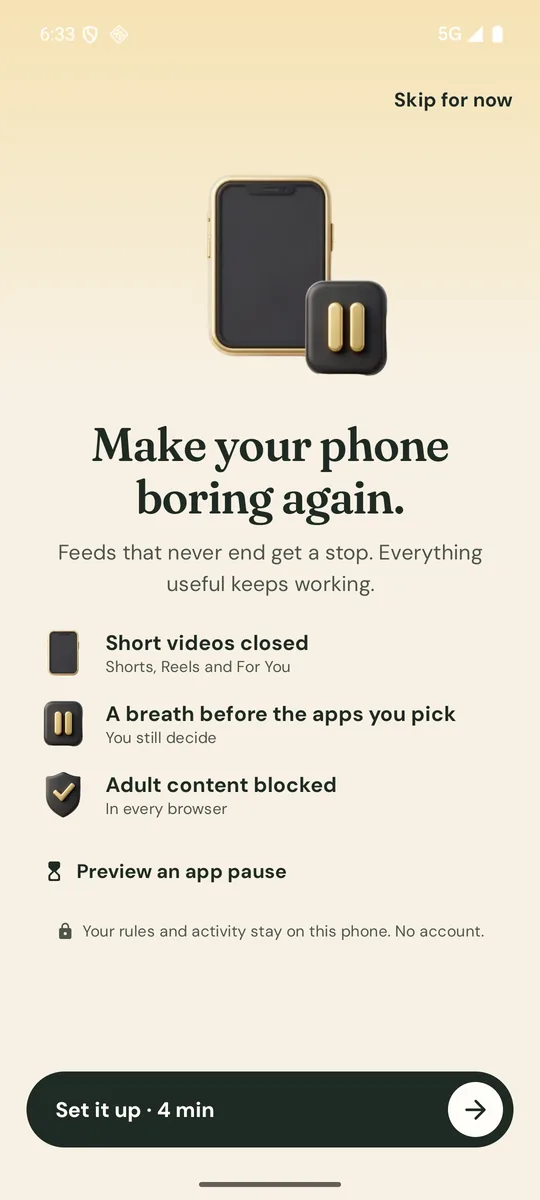 6:33
5G
Skip for now
Make your phone
boring again.
Feeds that never end get a stop. Everything
useful keeps working.
Short videos closed
Shorts, Reels and For You
A breath before the apps you pick
You still decide
Adult content blocked
In every browser
Preview an app pause
Your rules and activity stay on this phone. No account.
Set it up · 4 min